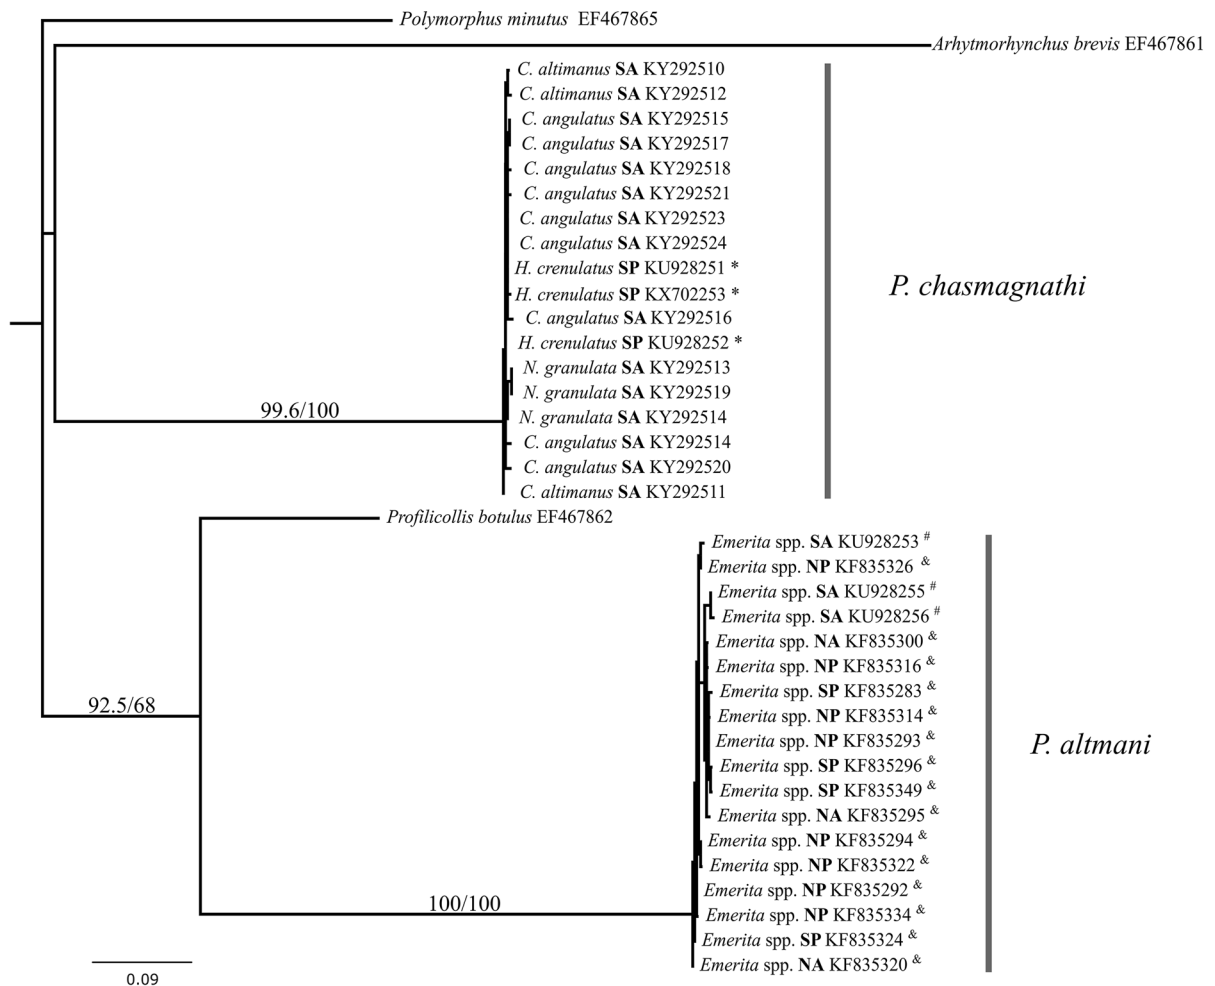 Polymorphus minutus EF467865
Arhytmorhynchus brevis EF467861
C. altimanus SA KY292510
C. altimanus SA KY292512
C. angulatus SA KY292515
C. angulatus SA KY292517
C. angulatus SA KY292518
C. angulatus SA KY292521
C. angulatus SA KY292523
C. angulatus SA KY292524
H. crenulatus SP KU928251 *
P. chasmagnathi
H. crenulatus SP KX702253 *
C. angulatus SA KY292516
H. crenulatus SP KU928252 *
N. granulata SA KY292513
N. granulata SA KY292519
99.6/100
N. granulata SA KY292514
C. angulatus SA KY292514
C. angulatus SA KY292520
C. altimanus SA KY292511
Profilicollis botulus EF467862
Emerita spp. SA KU928253 #
Emerita spp. NP KF835326 &
Emerita spp. SA KU928255 #
Emerita spp. SA KU928256 #
Emerita spp. NA KF835300 &
Emerita spp. NP KF835316 &
Emerita spp. SP KF835283 &
92.5/68
Emerita spp. NP KF835314 &
Emerita spp. NP KF835293 &
P. altmani
Emerita spp. SP KF835296 &
Emerita spp. SP KF835349 &
Emerita spp. NA KF835295 &
Emerita spp. NP KF835294 &
Emerita spp. NP KF835322 &
Emerita spp. NP KF835292 &
100/100
Emerita spp. NP KF835334 &
Emerita spp. SP KF835324 &
Emerita spp. NA KF835320 &
0.09